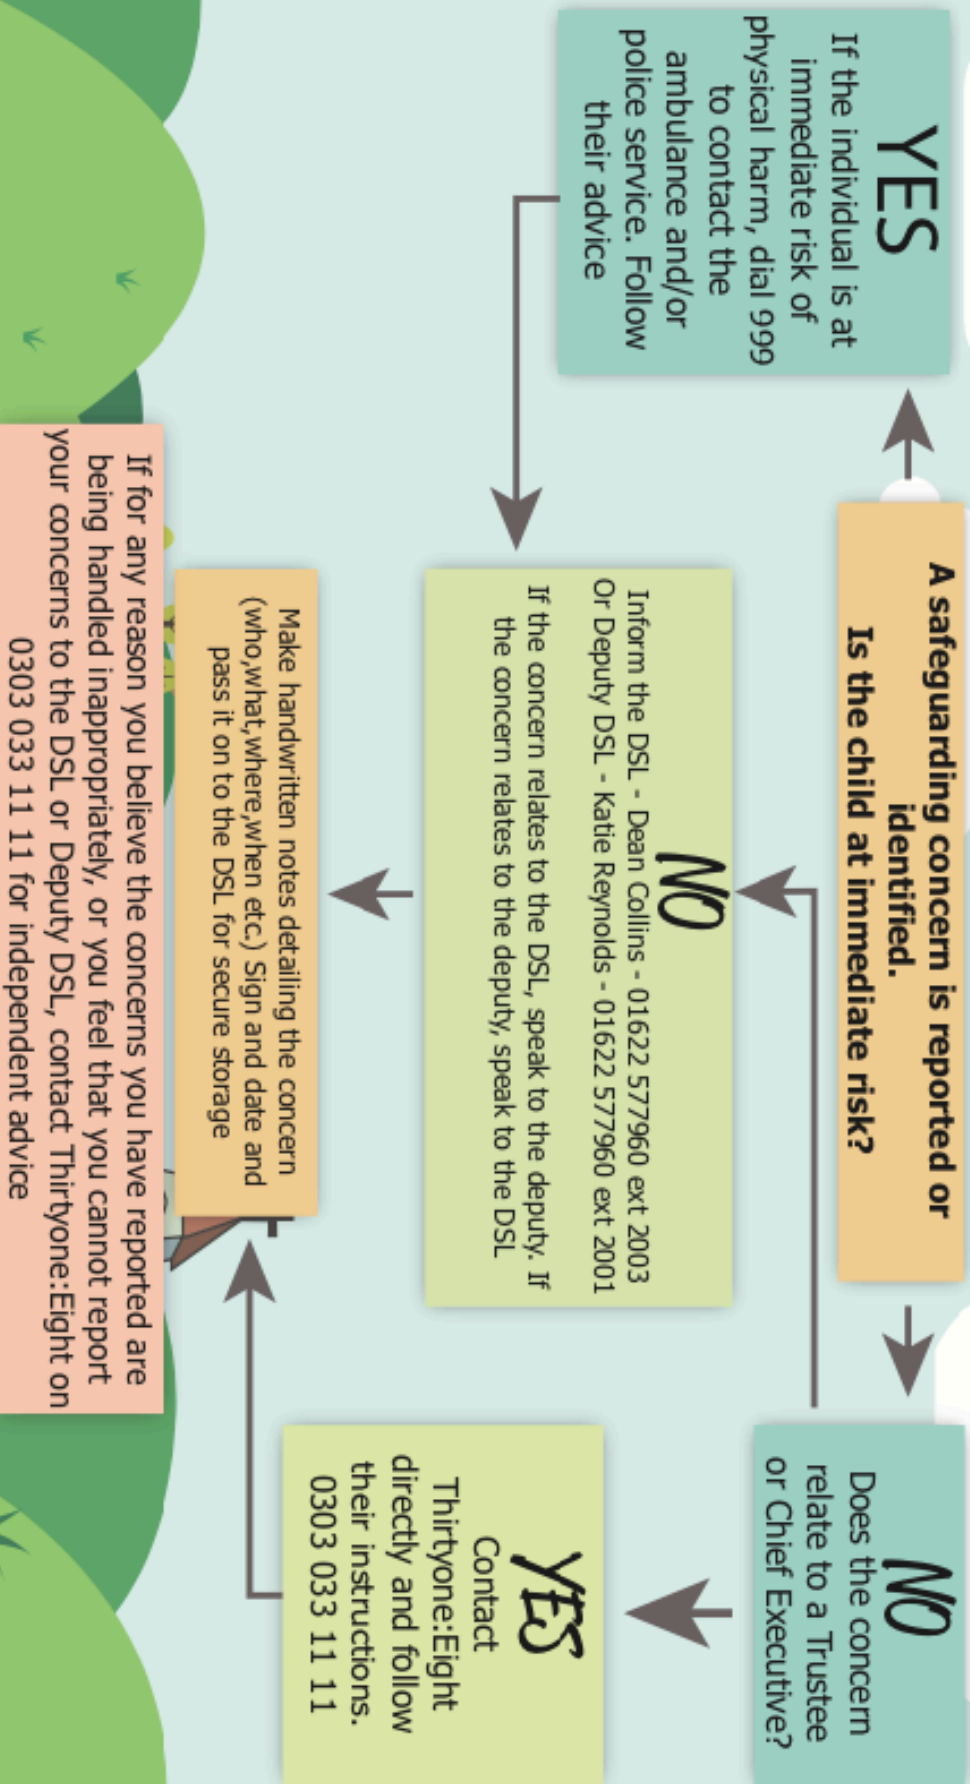 A safeguarding concern is reported or
identified.
Is the child at immediate risk?
YES
If the individual is at
immediate risk of
physical harm, dial 999
to contact the
ambulance and/or
police service. Follow
their advice
NO
Does the concern
relate to a Trustee
or Chief Executive?
NO
Inform the DSL - Dean Collins - 01622 577960 ext 2003
Or Deputy DSL - Katie Reynolds - 01622 577960 ext 2001
If the concern relates to the DSL, speak to the deputy. If
the concern relates to the deputy, speak to the DSL
YES
Contact
Thirtyone:Eight
directly and follow
their instructions.
0303 033 11 11
Make handwritten notes detailing the concern
(who,what,where,when etc.) Sign and date and
pass it on to the DSL for secure storage
If for any reason you believe the concerns you have reported are
being handled inappropriately, or you feel that you cannot report
your concerns to the DSL or Deputy DSL, contact Thirtyone:Eight on
0303 033 11 11 for independent advice